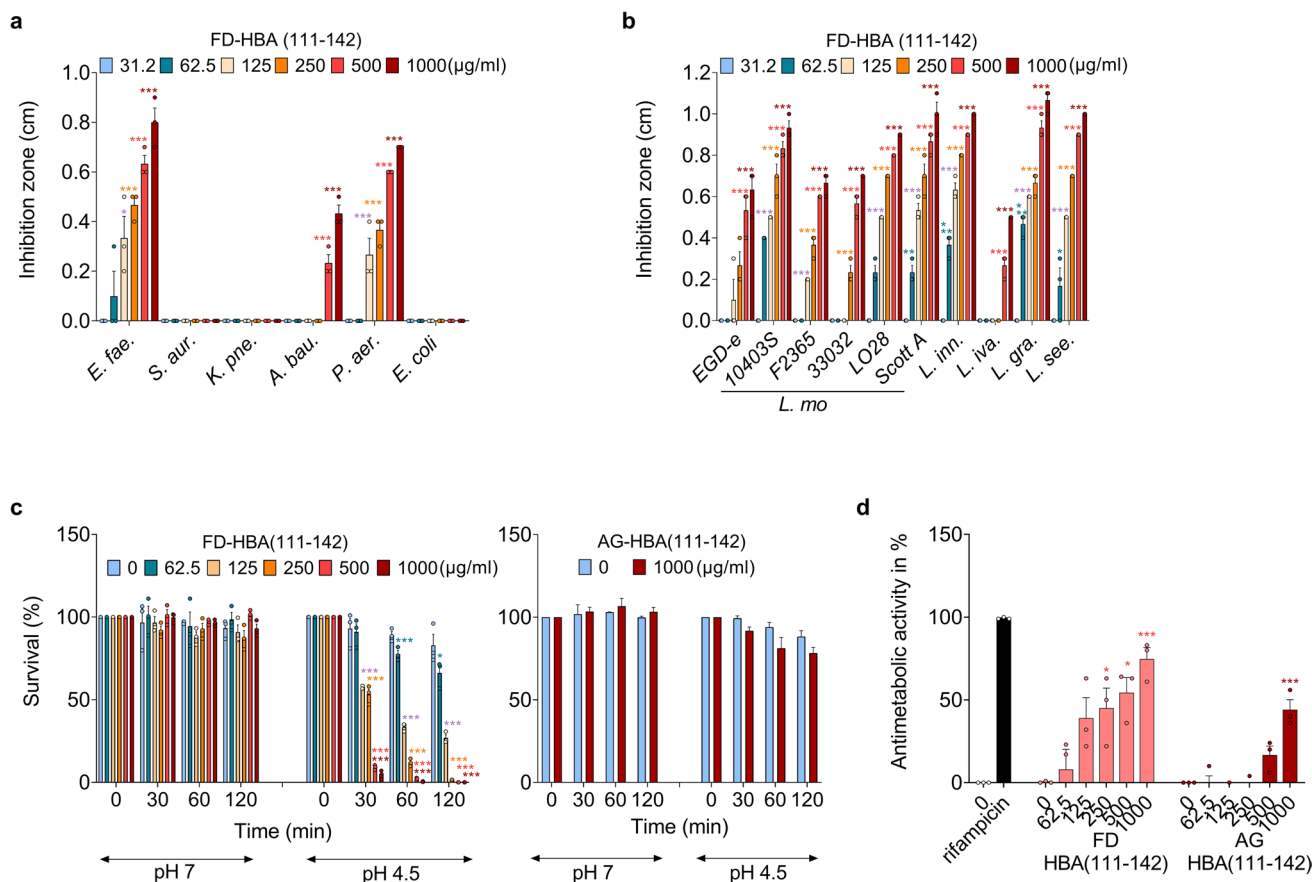 a
FD-HBA (111-142)
31.2 62.5 125 250 500 1000(µg/ml)
Inhibition zone (cm)
1.0
0.8
0.6
0.4
0.2
0.0
*** *** *** *
*** ***
*** *** *** ***
E. fae. S. aur. K. pne. A. bau. P. aer. E. coli
b
FD-HBA (111-142)
31.2 62.5 125 250 500 1000(µg/ml)
Inhibition zone (cm)
1.2
1.0
0.8
0.6
0.4
0.2
0.0
EGD-e 10403S F2365 33032 LO28 Scott A L. inn. L. iva. L. gra. L. see.
L. mo
c
FD-HBA(111-142)
0 62.5 125 250 500 1000(µg/ml)
Survival (%)
150
100
50
0
0 30 60 120 0 30 60 120
Time (min)
pH 7 pH 4.5
AG-HBA(111-142)
0 1000(µg/ml)
150
100
50
0
0 30 60 120 0 30 60 120
Time (min)
pH 7 pH 4.5
d
Antimetabolic activity in %
150
100
50
0
* * *** ***
0 rifampicin 0 62.5 125 250 500 1000 0 62.5 125 250 500 1000
FD AG
HBA(111-142) HBA(111-142)